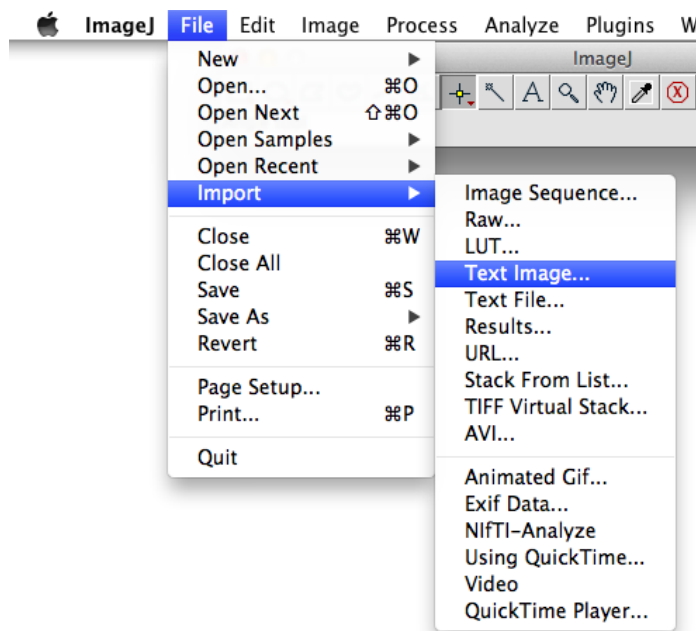 ImageJ File Edit Image Process Analyze Plugins W
ImageJ
New
Open... ⌘O
Open Next ⇧⌘O
Open Samples
Open Recent
Import
Close ⌘W
Close All
Save ⌘S
Save As
Revert ⌘R
Page Setup...
Print... ⌘P
Quit
A
Image Sequence...
Raw...
LUT...
Text Image...
Text File...
Results...
URL...
Stack From List...
TIFF Virtual Stack...
AVI...
Animated Gif...
Exif Data...
NIfTI-Analyze
Using QuickTime...
Video
QuickTime Player...